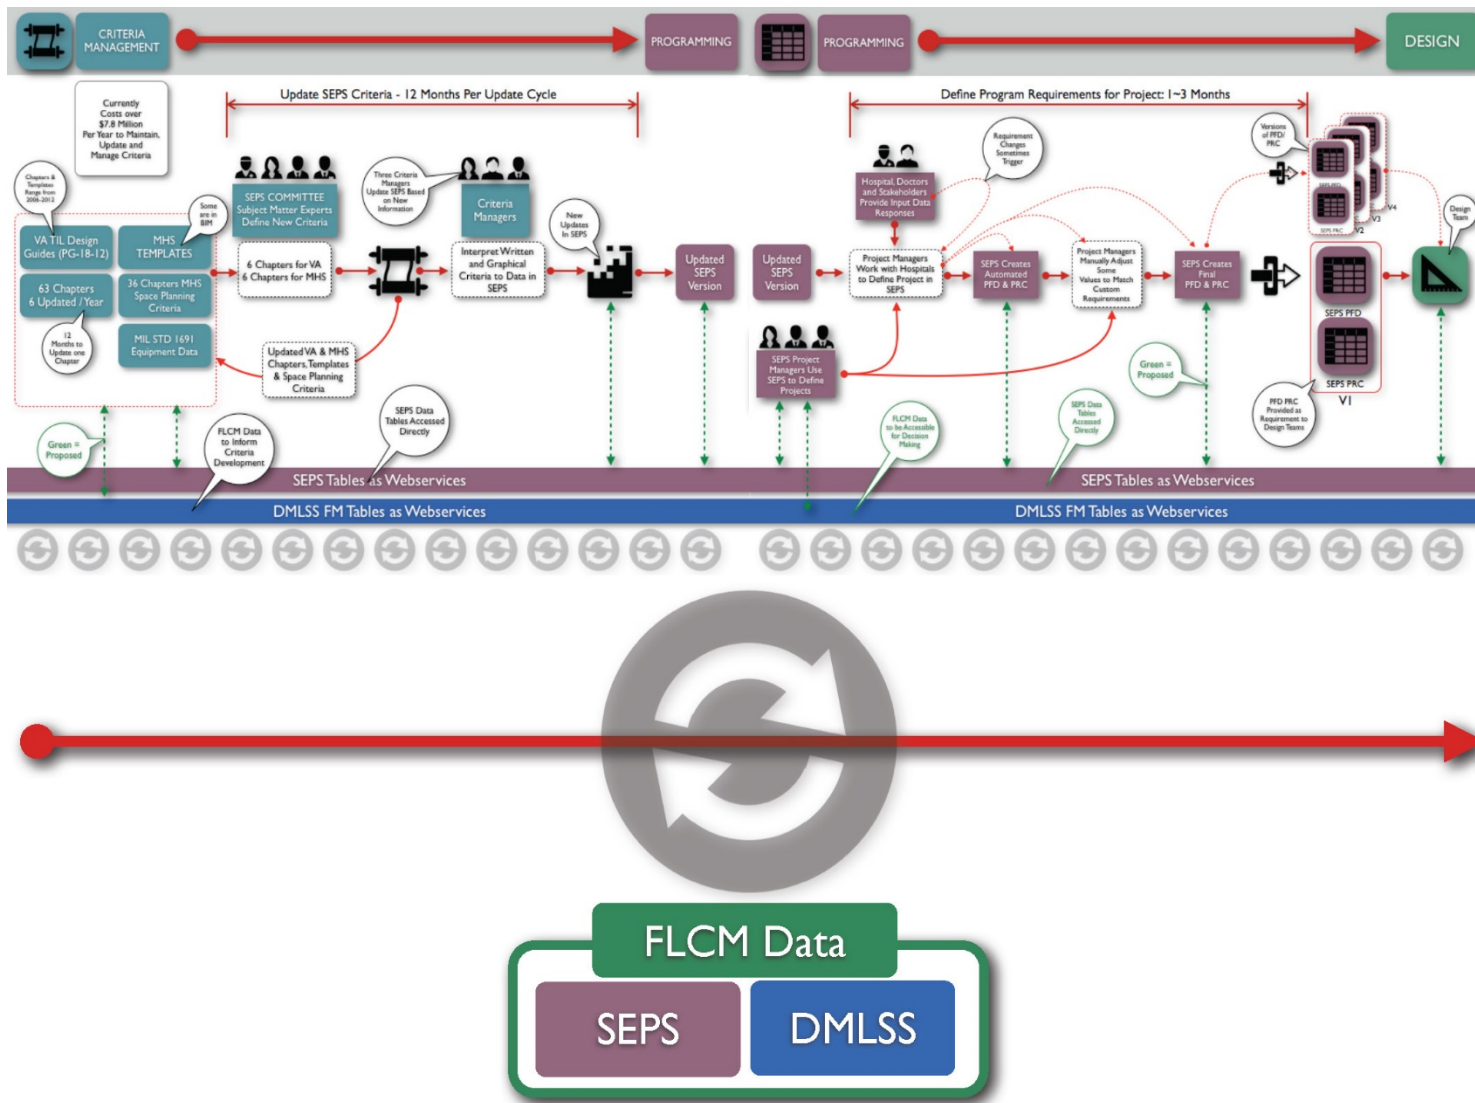 CRITERIA
MANAGEMENT
PROGRAMMING
PROGRAMMING
DESIGN
Currently
Costs over
$7.8 Million
Per Year to Maintain,
Update and
Manage Criteria
Update SEPS Criteria - 12 Months Per Update Cycle
Chapters &
Templates
Range from
2006-2012
Some
are in
BIM
SEPS COMMITTEE
Subject Matter Experts
Define New Criteria
Three Criteria
Managers
Update SEPS Based
on New
Information
Criteria
Managers
New
Updates
In SEPS
VA TIL Design
Guides (PG-18-12)
MHS
TEMPLATES
63 Chapters
6 Updated / Year
36 Chapters MHS
Space Planning
Criteria
12
Months to
Update one
Chapter
MIL STD 1691
Equipment Data
6 Chapters for VA
6 Chapters for MHS
Interpret Written
and Graphical
Criteria to Data in
SEPS
Updated
SEPS
Version
Updated VA & MHS
Chapters, Templates
& Space Planning
Criteria
Green =
Proposed
FLCM Data
to Inform
Criteria
Development
SEPS Data
Tables Accessed
Directly
Define Program Requirements for Project: 1~3 Months
Hospital, Doctors
and Stakeholders
Provide Input Data
Responses
Requirement
Changes
Sometimes
Trigger
Versions
of PFD/
PRC
SEPS PFD
SEPS PRC
V2
V3
V4
Design
Team
Updated
SEPS
Version
Project Managers
Work with Hospitals
to Define Project in
SEPS
SEPS Creates
Automated
PFD & PRC
Project Managers
Manually Adjust
Some
Values to Match
Custom
Requirements
SEPS Creates
Final
PFD & PRC
SEPS PFD
SEPS PRC
V1
SEPS Project
Managers Use
SEPS to Define
Projects
FLCM Data
to be Accessible
for Decision
Making
SEPS Data
Tables
Accessed
Directly
Green =
Proposed
PFD PRC
Provided as
Requirement to
Design Teams
SEPS Tables as Webservices
SEPS Tables as Webservices
DMLSS FM Tables as Webservices
DMLSS FM Tables as Webservices
FLCM Data
SEPS
DMLSS